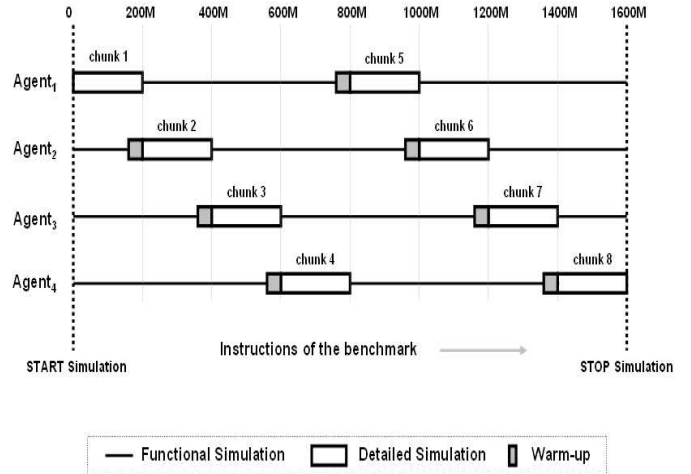 0 200M 400M 600M 800M 1000M 1200M 1400M 1600M
chunk 1 chunk 5
Agent1
chunk 2 chunk 6
Agent2
chunk 3 chunk 7
Agent3
chunk 4 chunk 8
Agent4
Instructions of the benchmark
START Simulation STOP Simulation
Functional Simulation Detailed Simulation Warm-up